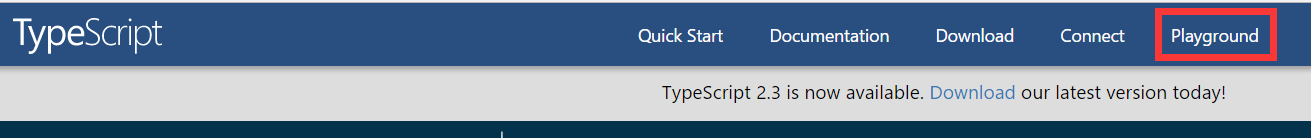 TypeScript Quick Start Documentation Download Connect Playground
TypeScript 2.3 is now available. Download our latest version today!